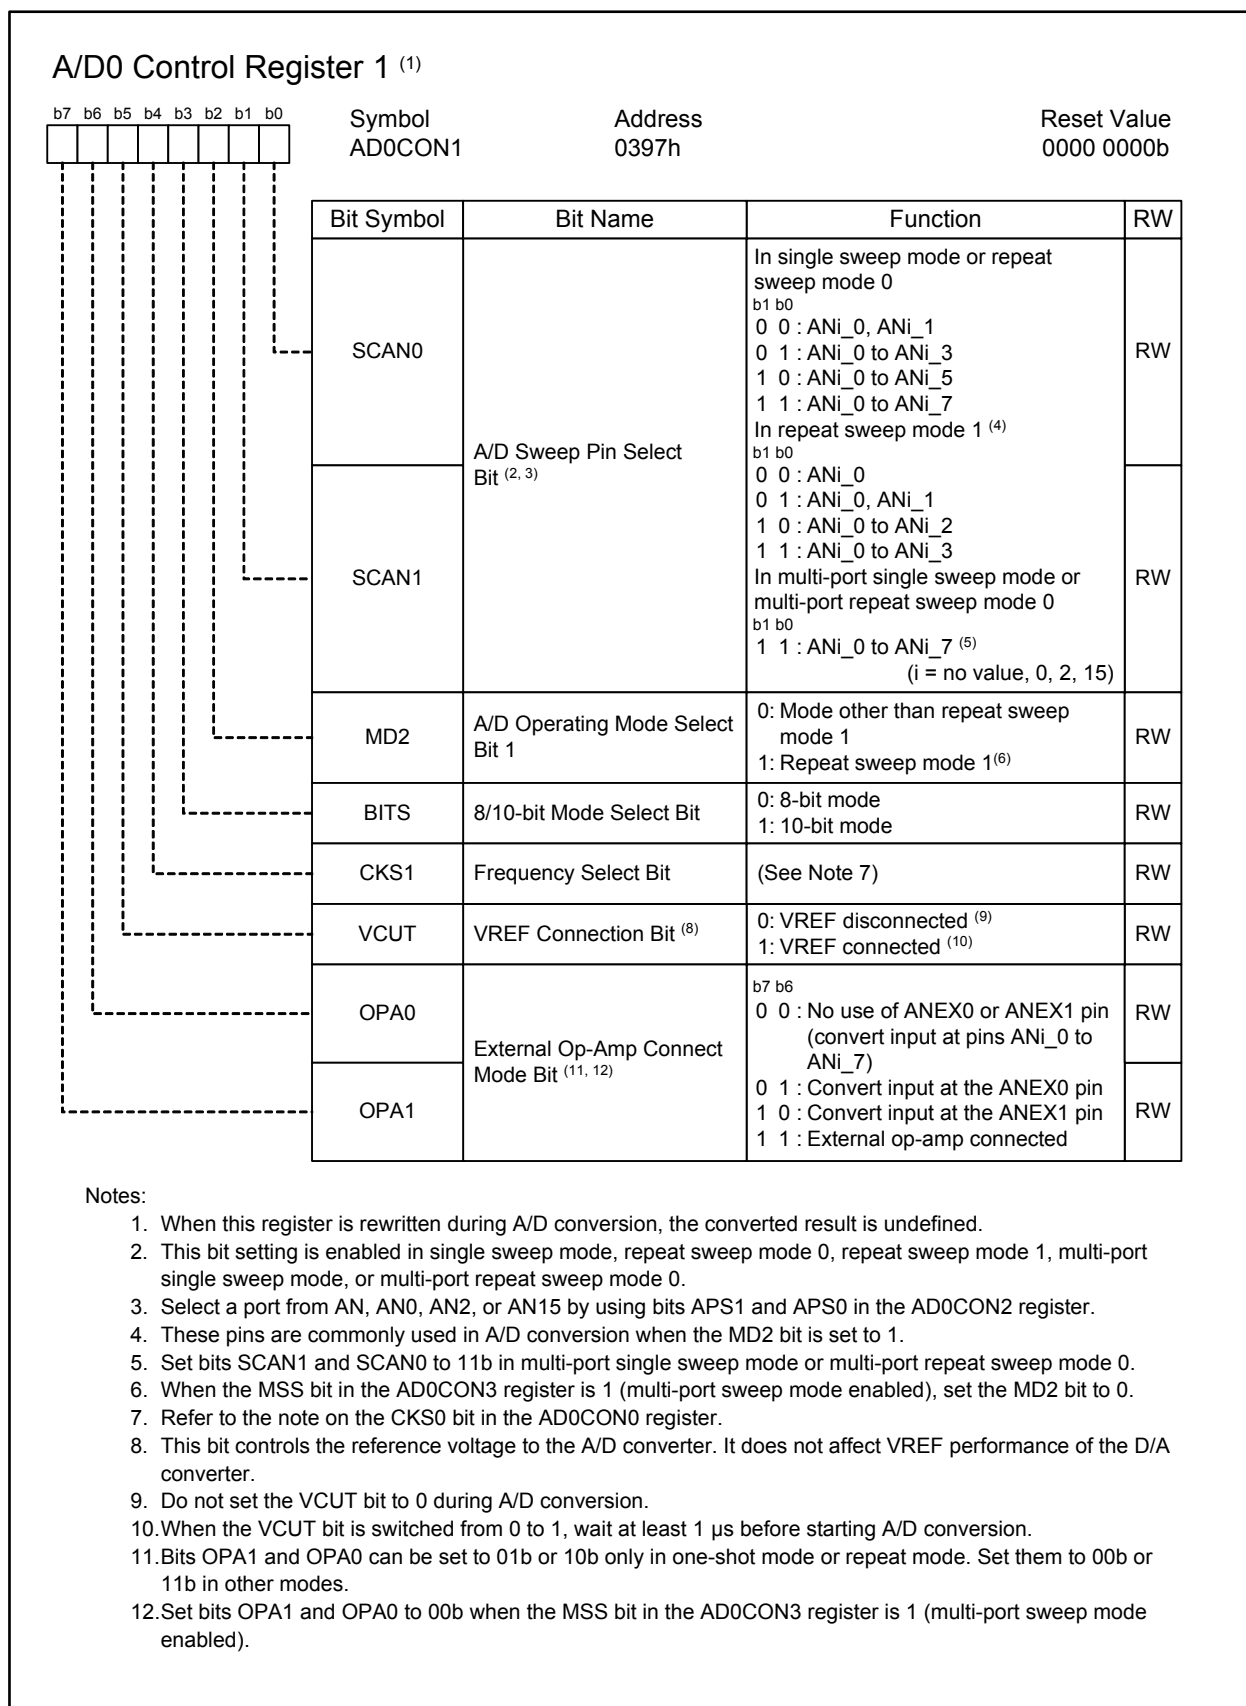 A/D0 Control Register 1 (1)
b7 b6 b5 b4 b3 b2 b1 b0
Symbol Address Reset Value
AD0CON1 0397h 0000 0000b
Bit Symbol Bit Name Function RW
SCAN0
A/D Sweep Pin Select
Bit (2, 3)
In single sweep mode or repeat
sweep mode 0
b1 b0
0 0 : ANi_0, ANi_1
0 1 : ANi_0 to ANi_3
1 0 : ANi_0 to ANi_5
1 1 : ANi_0 to ANi_7
In repeat sweep mode 1 (4)
b1 b0
0 0 : ANi_0
0 1 : ANi_0, ANi_1
1 0 : ANi_0 to ANi_2
1 1 : ANi_0 to ANi_3
In multi-port single sweep mode or
multi-port repeat sweep mode 0
b1 b0
1 1 : ANi_0 to ANi_7 (5)
(i = no value, 0, 2, 15)
RW
SCAN1
RW
MD2
A/D Operating Mode Select
Bit 1
0: Mode other than repeat sweep
mode 1
1: Repeat sweep mode 1(6)
RW
BITS
8/10-bit Mode Select Bit
0: 8-bit mode
1: 10-bit mode
RW
CKS1
Frequency Select Bit
(See Note 7)
RW
VCUT
VREF Connection Bit (8)
0: VREF disconnected (9)
1: VREF connected (10)
RW
OPA0
External Op-Amp Connect
Mode Bit (11, 12)
b7 b6
0 0 : No use of ANEX0 or ANEX1 pin
(convert input at pins ANi_0 to
ANi_7)
0 1 : Convert input at the ANEX0 pin
1 0 : Convert input at the ANEX1 pin
1 1 : External op-amp connected
RW
OPA1
RW
Notes:
1. When this register is rewritten during A/D conversion, the converted result is undefined.
2. This bit setting is enabled in single sweep mode, repeat sweep mode 0, repeat sweep mode 1, multi-port
single sweep mode, or multi-port repeat sweep mode 0.
3. Select a port from AN, AN0, AN2, or AN15 by using bits APS1 and APS0 in the AD0CON2 register.
4. These pins are commonly used in A/D conversion when the MD2 bit is set to 1.
5. Set bits SCAN1 and SCAN0 to 11b in multi-port single sweep mode or multi-port repeat sweep mode 0.
6. When the MSS bit in the AD0CON3 register is 1 (multi-port sweep mode enabled), set the MD2 bit to 0.
7. Refer to the note on the CKS0 bit in the AD0CON0 register.
8. This bit controls the reference voltage to the A/D converter. It does not affect VREF performance of the D/A
converter.
9. Do not set the VCUT bit to 0 during A/D conversion.
10.When the VCUT bit is switched from 0 to 1, wait at least 1 µs before starting A/D conversion.
11.Bits OPA1 and OPA0 can be set to 01b or 10b only in one-shot mode or repeat mode. Set them to 00b or
11b in other modes.
12.Set bits OPA1 and OPA0 to 00b when the MSS bit in the AD0CON3 register is 1 (multi-port sweep mode
enabled).